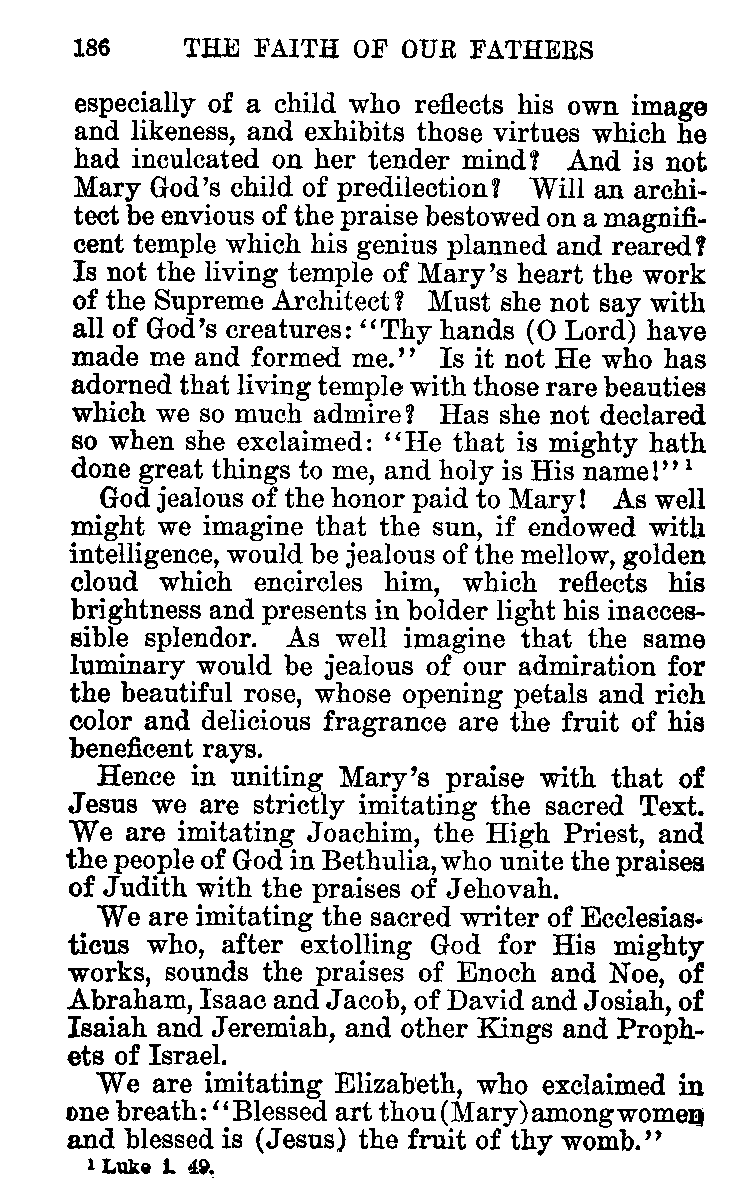 186 THE FAITH OF OUR FATHERS
especially of a child who reflects his own image
and likeness, and exhibits those virtues which he
had inculcated on her tender mind? And is not
Mary God's child of predilection? Will an archi-
tect be envious of the praise bestowed on a magnifi-
cent temple which his genius planned and reared?
Is not the living temple of Mary's heart the work
of the Supreme Architect? Must she not say with
all of God's creatures: "Thy hands (O Lord) have
made me and formed me." Is it not He who has
adorned that living temple with those rare beauties
which we so much admire? Has she not declared
so when she exclaimed: "He that is mighty hath
done great things to me, and holy is His name!" ¹
God jealous of the honor paid to Mary! As well
might we imagine that the sun, if endowed with
intelligence, would be jealous of the mellow, golden
cloud which encircles him, which reflects his
brightness and presents in bolder light his inacces-
sible splendor. As well imagine that the same
luminary would be jealous of our admiration for
the beautiful rose, whose opening petals and rich
color and delicious fragrance are the fruit of his
beneficent rays.
Hence in uniting Mary's praise with that of
Jesus we are strictly imitating the sacred Text.
We are imitating Joachim, the High Priest, and
the people of God in Bethulia, who unite the praises
of Judith with the praises of Jehovah.
We are imitating the sacred writer of Ecclesias-
ticus who, after extolling God for His mighty
works, sounds the praises of Enoch and Noe, of
Abraham, Isaac and Jacob, of David and Josiah, of
Isaiah and Jeremiah, and other Kings and Proph-
ets of Israel.
We are imitating Elizabeth, who exclaimed in
one breath: "Blessed art thou (Mary) among women
and blessed is (Jesus) the fruit of thy womb."
¹ Luke i. 49.